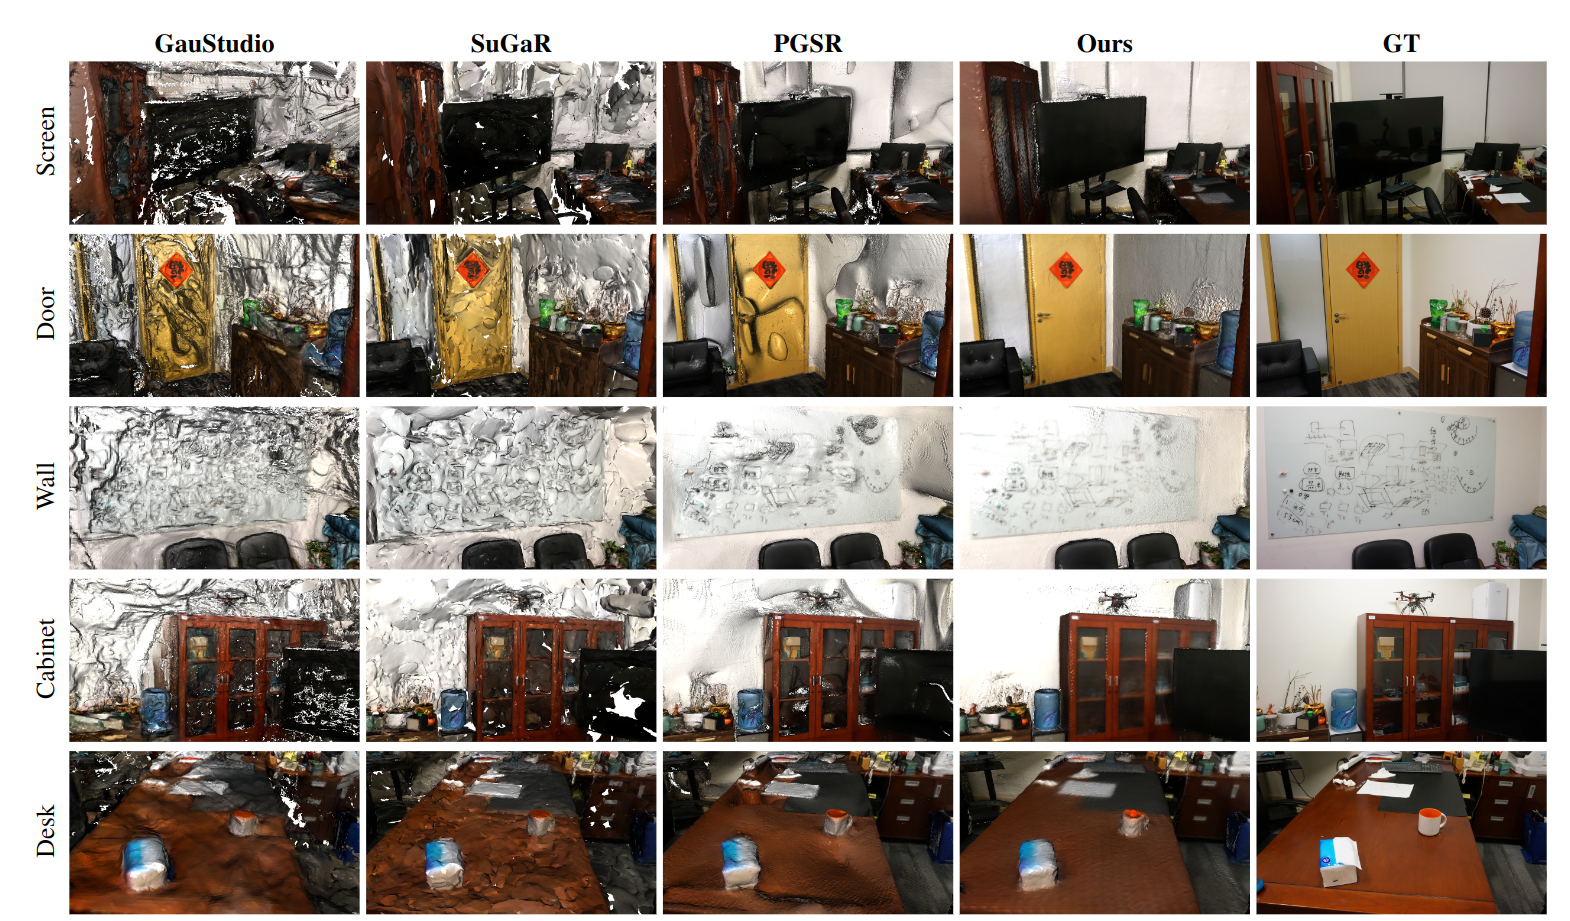 GauStudio SuGaR PGSR Ours GT
Screen
Door
Wall
Cabinet
Desk